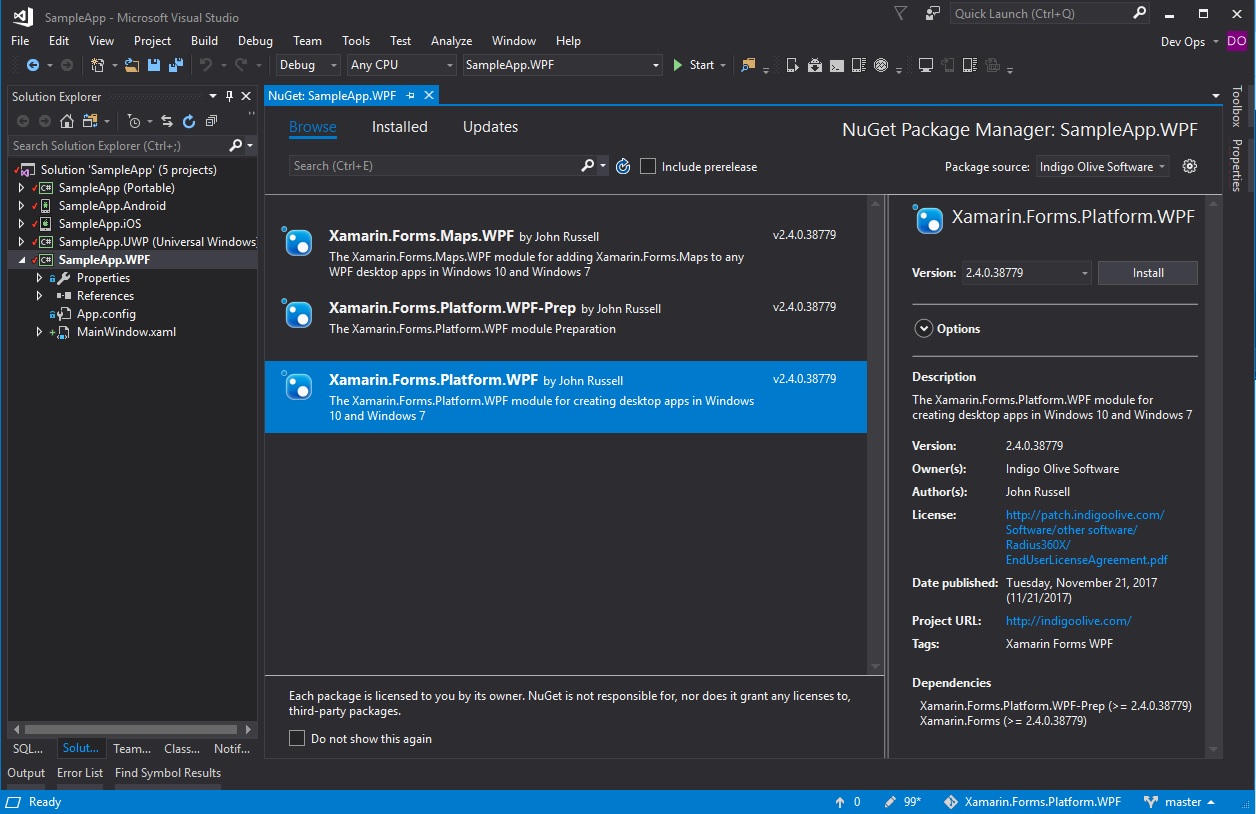 SampleApp - Microsoft Visual Studio
Quick Launch (Ctrl+Q)
File Edit View Project Build Debug Team Tools Test Analyze Window Help
Dev Ops DO
Debug Any CPU SampleApp.WPF Start
Solution Explorer
Search Solution Explorer (Ctrl+;)
Solution 'SampleApp' (5 projects)
C# SampleApp (Portable)
SampleApp.Android
SampleApp.iOS
C# SampleApp.UWP (Universal Windows)
C# SampleApp.WPF
Properties
References
App.config
MainWindow.xaml
SQL... Solut... Team... Class... Notif...
NuGet: SampleApp.WPF
Browse Installed Updates
NuGet Package Manager: SampleApp.WPF
Search (Ctrl+E)
Include prerelease
Package source: Indigo Olive Software
Xamarin.Forms.Maps.WPF by John Russell v2.4.0.38779
The Xamarin.Forms.Maps.WPF module for adding Xamarin.Forms.Maps to any
WPF desktop apps in Windows 10 and Windows 7
Xamarin.Forms.Platform.WPF-Prep by John Russell v2.4.0.38779
The Xamarin.Forms.Platform.WPF module Preparation
Xamarin.Forms.Platform.WPF by John Russell v2.4.0.38779
The Xamarin.Forms.Platform.WPF module for creating desktop apps in Windows
10 and Windows 7
Each package is licensed to you by its owner. NuGet is not responsible for, nor does it grant any licenses to,
third-party packages.
Do not show this again
Xamarin.Forms.Platform.WPF
Version: 2.4.0.38779 Install
Options
Description
The Xamarin.Forms.Platform.WPF module for
creating desktop apps in Windows 10 and Windows 7
Version: 2.4.0.38779
Owner(s): Indigo Olive Software
Author(s): John Russell
License: http://patch.indigoolive.com/
Software/other software/
Radius360X/
EndUserLicenseAgreement.pdf
Date published: Tuesday, November 21, 2017
(11/21/2017)
Project URL: http://indigoolive.com/
Tags: Xamarin Forms WPF
Dependencies
Xamarin.Forms.Platform.WPF-Prep (>= 2.4.0.38779)
Xamarin.Forms (>= 2.4.0.38779)
Toolbox
Properties
Output Error List Find Symbol Results
Ready 0 99* Xamarin.Forms.Platform.WPF master